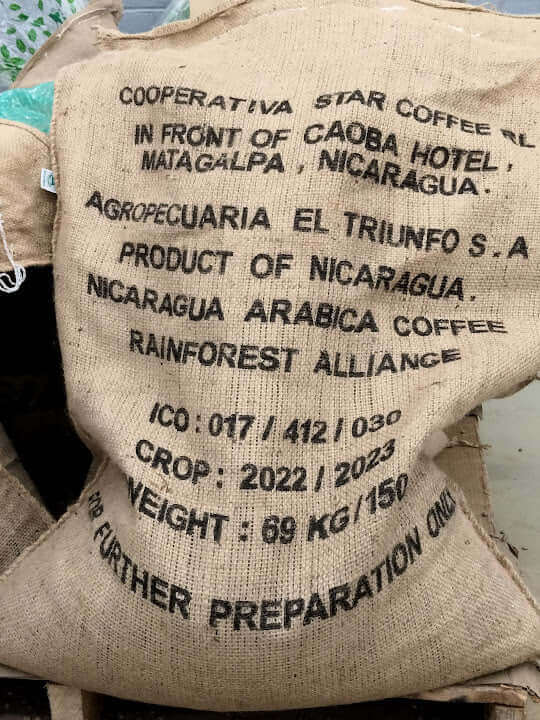 COOPERATIVA STAR COFFEE RL
IN FRONT OF CAOBA HOTEL,
MATAGALPA, NICARAGUA.
AGROPECUARIA EL TRIUNFO S.A
PRODUCT OF NICARAGUA.
NICARAGUA ARABICA COFFEE
RAINFOREST ALLIANCE
ICO: 017 / 412 / 030
CROP: 2022 / 2023
WEIGHT: 69 KG/150
FOR FURTHER PREPARATION ONLY